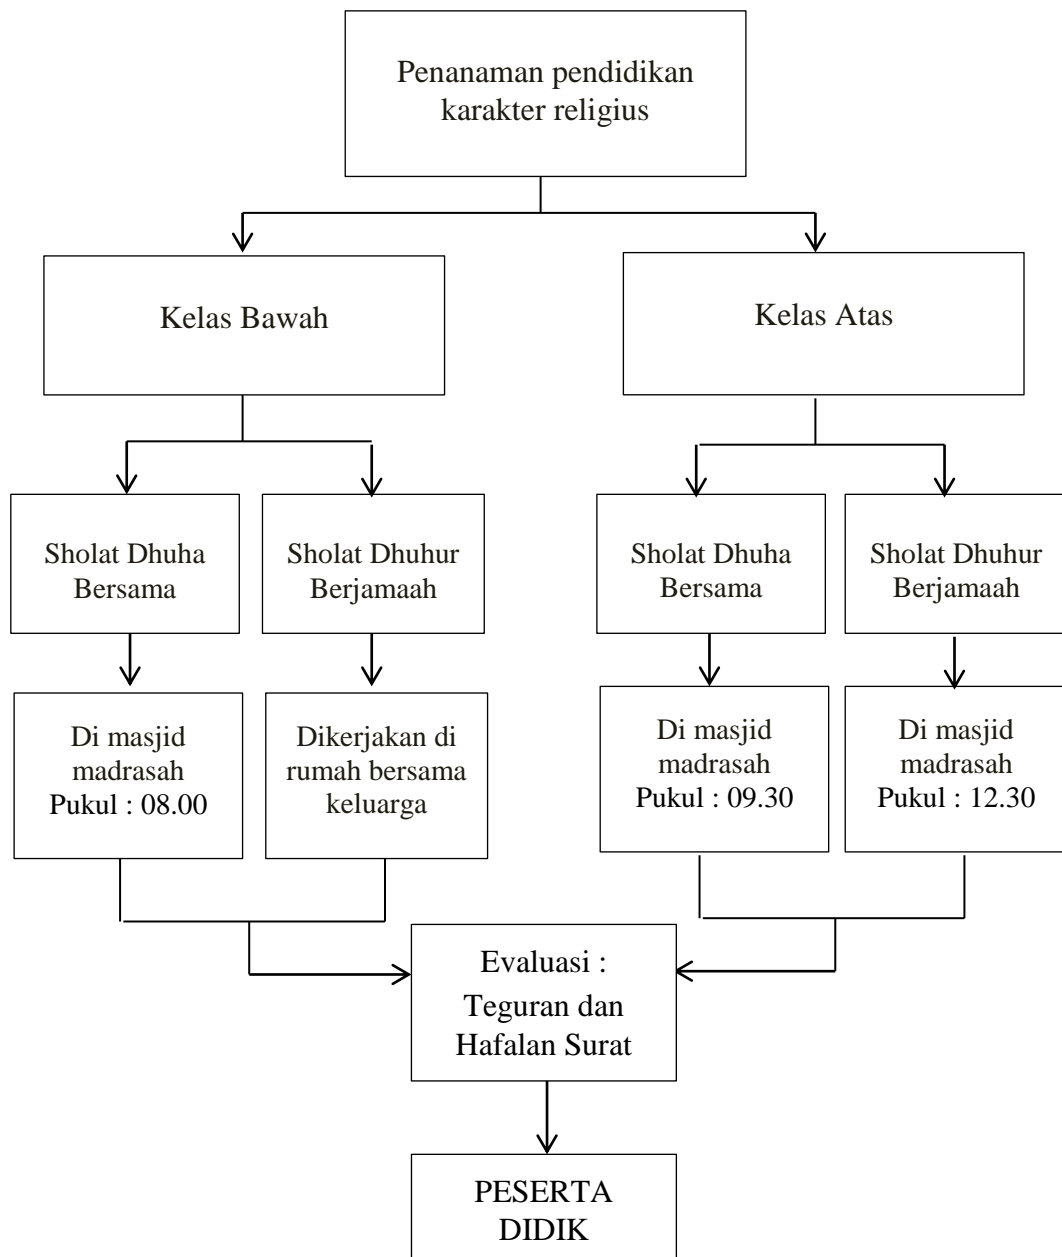 Penanaman pendidikan
karakter religius
Kelas Bawah
Kelas Atas
Sholat Dhuha
Bersama
Sholat Dhuhur
Berjamaah
Sholat Dhuha
Bersama
Sholat Dhuhur
Berjamaah
Di masjid
madrasah
Pukul : 08.00
Dikerjakan di
rumah bersama
keluarga
Di masjid
madrasah
Pukul : 09.30
Di masjid
madrasah
Pukul : 12.30
Evaluasi :
Teguran dan
Hafalan Surat
PESERTA
DIDIK